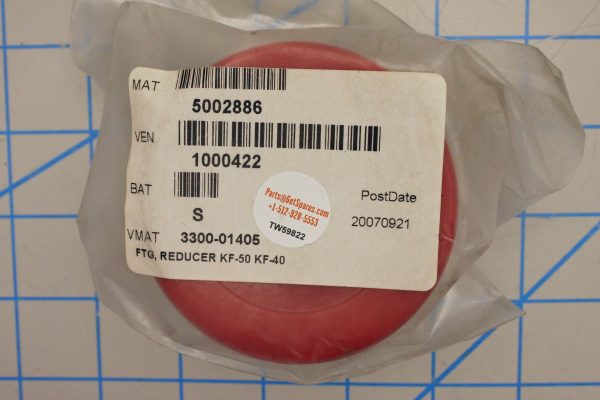 MAT
5002886
VEN
1000422
BAT
S
PostDate
20070921
VMAT 3300-01405
FTG, REDUCER KF-50 KF-40
Parts@GetSpares.com
+1-512-928-5553
TW59822